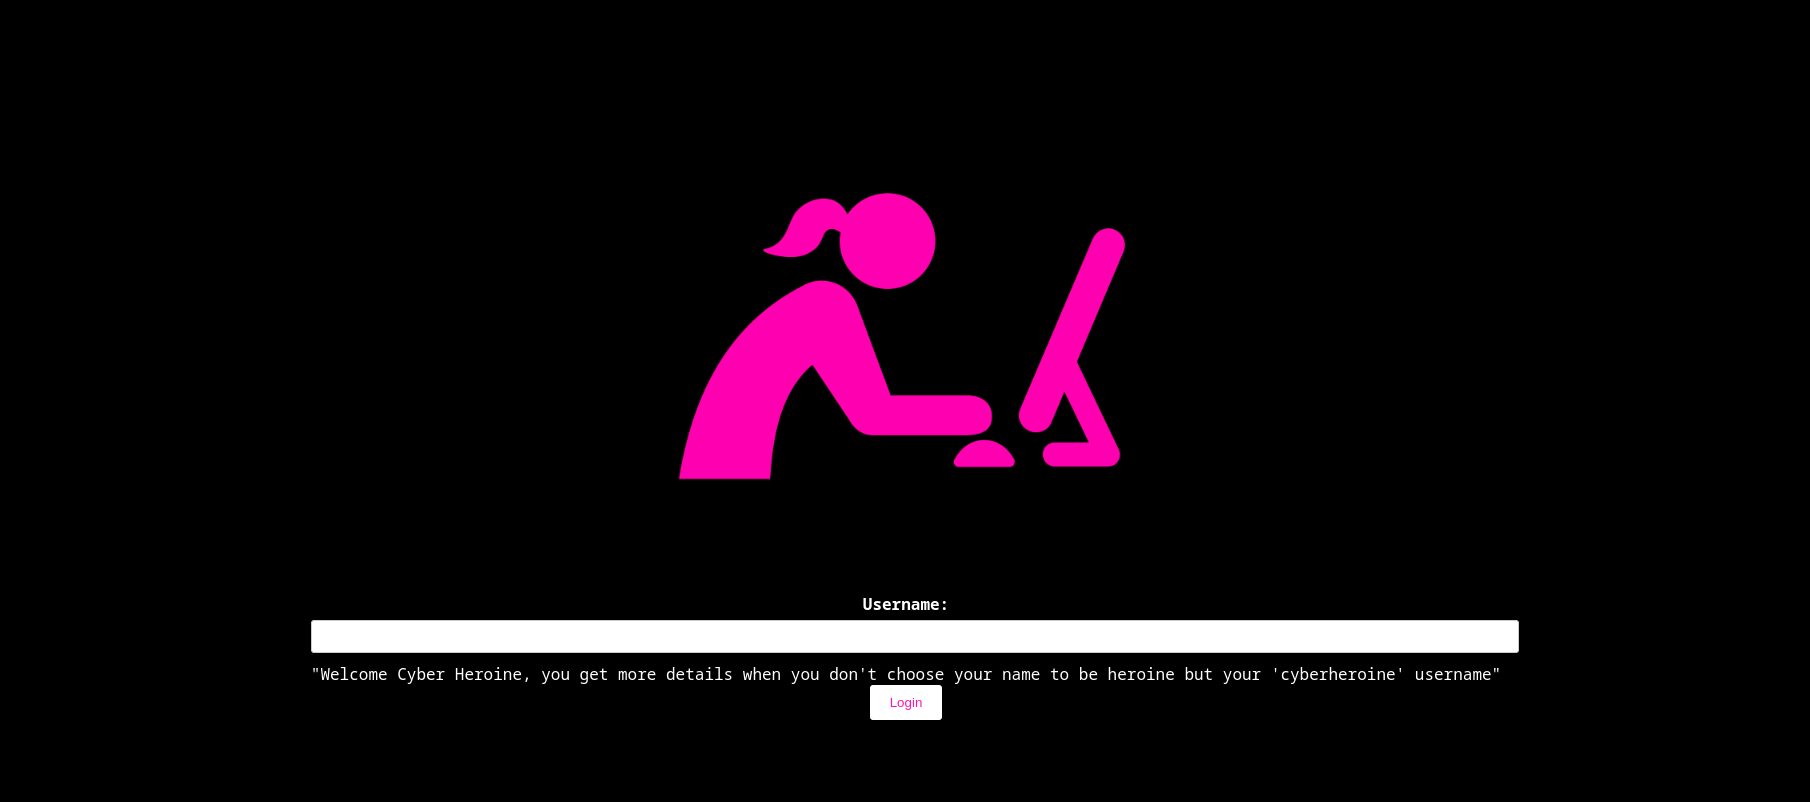 Username:
"Welcome Cyber Heroine, you get more details when you don't choose your name to be heroine but your 'cyberheroine' username"
Login